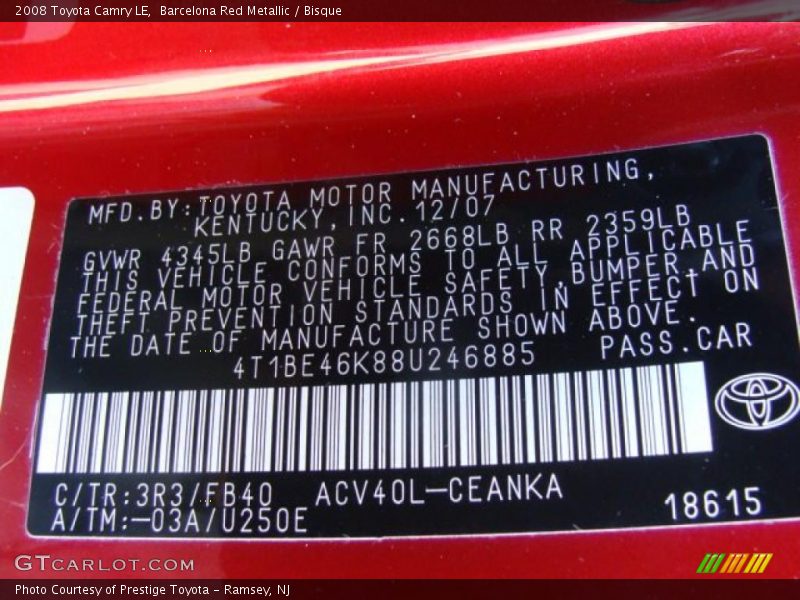 2008 Toyota Camry LE,  Barcelona Red Metallic / Bisque
MFD.BY:TOYOTA MOTOR MANUFACTURING,
KENTUCKY,INC.12/07
GVWR 4345LB GAWR FR 2668LB RR 2359LB
THIS VEHICLE CONFORMS TO ALL APPLICABLE
FEDERAL MOTOR VEHICLE SAFETY,BUMPER,AND
THEFT PREVENTION STANDARDS IN EFFECT ON
THE DATE OF MANUFACTURE SHOWN ABOVE.
4T1BE46K88U246885 PASS.CAR
C/TR:3R3/FB40 ACV40L-CEANKA
A/TM:-03A/U250E 18615
GTCARLOT.COM
Photo Courtesy of Prestige Toyota - Ramsey, NJ